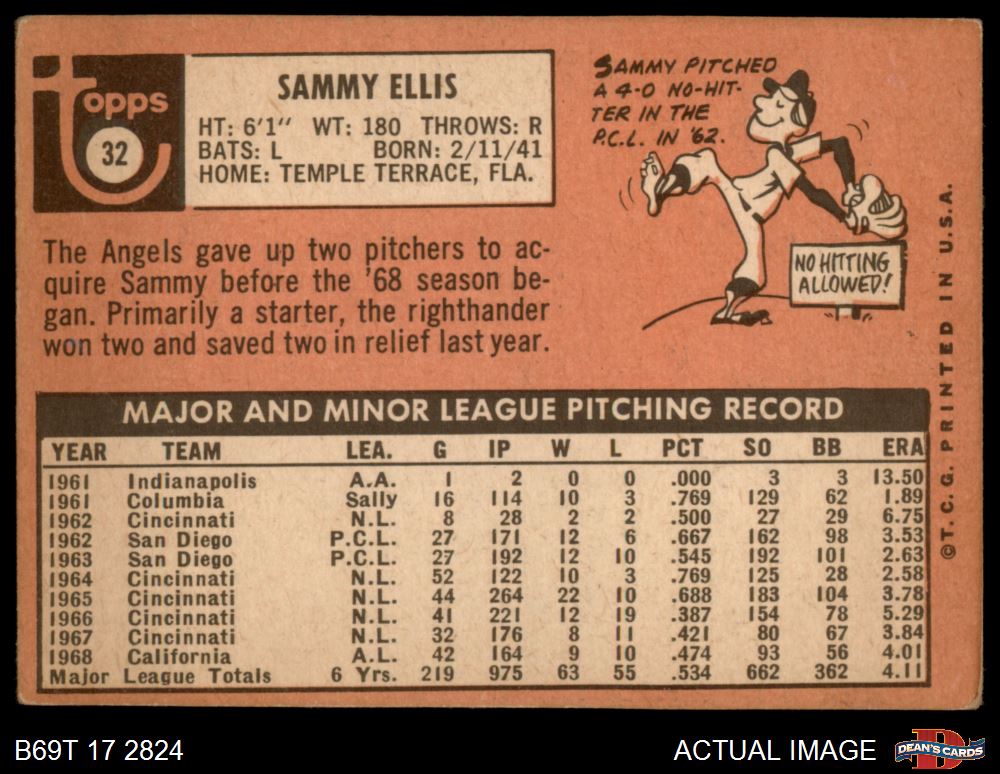 topps
32
SAMMY ELLIS
HT: 6'1" WT: 180 THROWS: R
BATS: L BORN: 2/11/41
HOME: TEMPLE TERRACE, FLA.
SAMMY PITCHED
A 4-0 NO-HIT-
TER IN THE
P.C.L. IN '62.
NO HITTING
ALLOWED!
The Angels gave up two pitchers to ac-
quire Sammy before the '68 season be-
gan. Primarily a starter, the righthander
won two and saved two in relief last year.
MAJOR AND MINOR LEAGUE PITCHING RECORD
YEAR TEAM LEA. G IP W L PCT SO BB ERA
1961 Indianapolis A.A. 1 2 0 0 .000 3 3 13.50
1961 Columbia Sally 16 114 10 3 .769 129 62 1.89
1962 Cincinnati N.L. 8 28 2 2 .500 27 29 6.75
1962 San Diego P.C.L. 27 171 12 6 .667 162 98 3.53
1963 San Diego P.C.L. 27 192 12 10 .545 192 101 2.63
1964 Cincinnati N.L. 52 122 10 3 .769 125 28 2.58
1965 Cincinnati N.L. 44 264 22 10 .688 183 104 3.78
1966 Cincinnati N.L. 41 221 12 19 .387 154 78 5.29
1967 Cincinnati N.L. 32 176 8 11 .421 80 67 3.84
1968 California A.L. 42 164 9 10 .474 93 56 4.01
Major League Totals 6 Yrs. 219 975 63 55 .534 662 362 4.11
©T.C.G. PRINTED IN U.S.A.
B69T 17 2824
ACTUAL IMAGE
D
DEAN'S CARDS